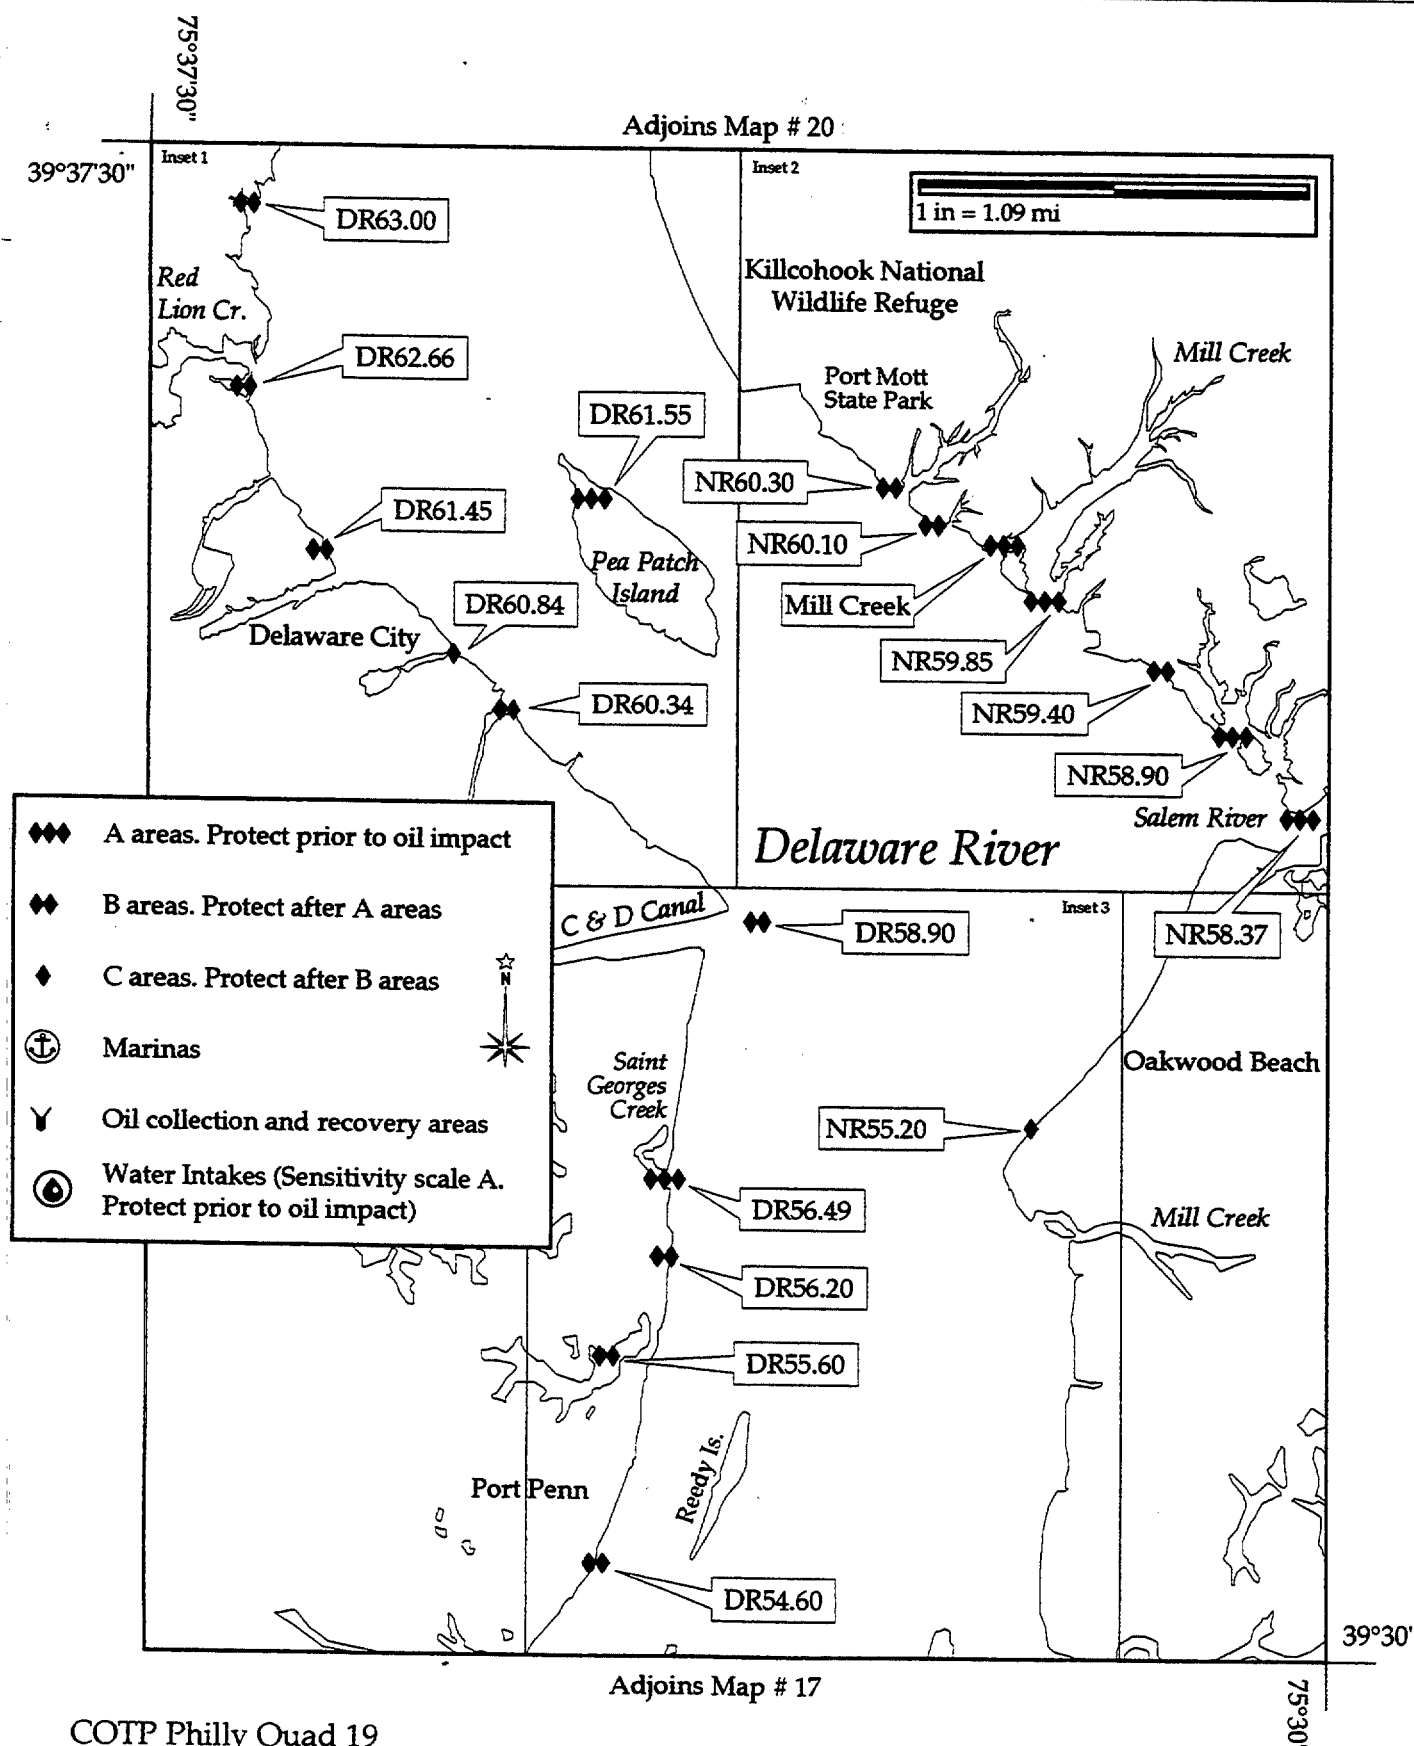 75°37'30"
Adjoins Map # 20
39°37'30"
Inset 1
Inset 2
1 in = 1.09 mi
DR63.00
Red
Lion Cr.
DR62.66
Killcohook National
Wildlife Refuge
Mill Creek
Port Mott
State Park
DR61.55
NR60.30
DR61.45
NR60.10
Pea Patch
Island
DR60.84
Mill Creek
Delaware City
NR59.85
DR60.34
NR59.40
NR58.90
Salem River
Delaware River
A areas. Protect prior to oil impact
B areas. Protect after A areas
C areas. Protect after B areas
N
Marinas
Oil collection and recovery areas
Water Intakes (Sensitivity scale A.
Protect prior to oil impact)
C & D Canal
DR58.90
Inset 3
NR58.37
Saint
Georges
Creek
Oakwood Beach
NR55.20
DR56.49
Mill Creek
DR56.20
DR55.60
Reedy Is.
Port Penn
DR54.60
39°30'
Adjoins Map # 17
75°30'
COTP Philly Quad 19